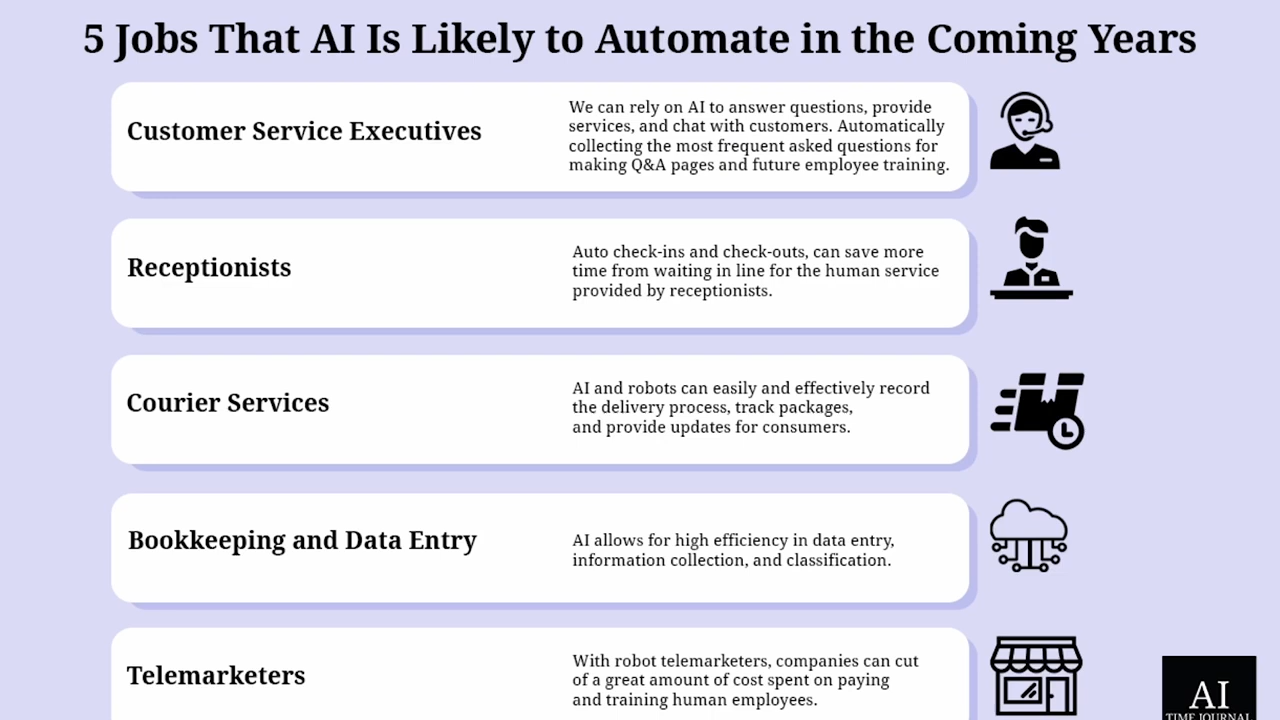 5 Jobs That AI Is Likely to Automate in the Coming Years
Customer Service Executives
We can rely on AI to answer questions, provide
services, and chat with customers. Automatically
collecting the most frequent asked questions for
making Q&A pages and future employee training.
Receptionists
Auto check-ins and check-outs, can save more
time from waiting in line for the human service
provided by receptionists.
Courier Services
AI and robots can easily and effectively record
the delivery process, track packages,
and provide updates for consumers.
Bookkeeping and Data Entry
AI allows for high efficiency in data entry,
information collection, and classification.
Telemarketers
With robot telemarketers, companies can cut
of a great amount of cost spent on paying
and training human employees.
AI
TIME JOURNAL